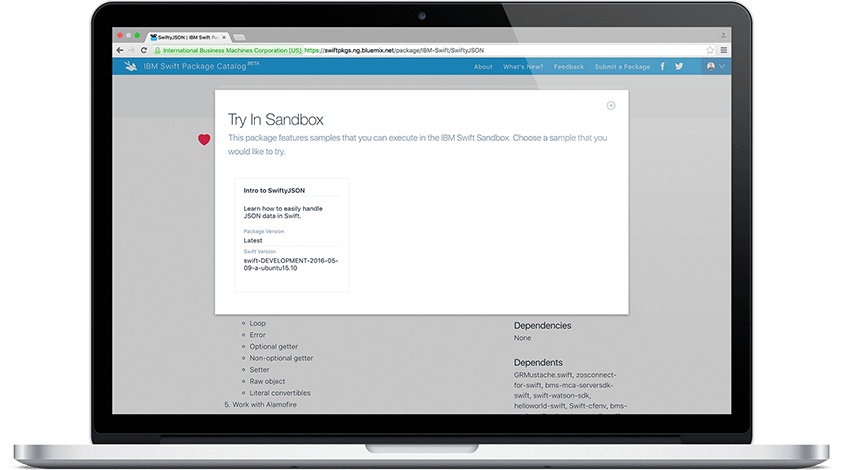 SwiftyJSON | IBM Swift Pa
International Business Machines Corporation [US] https://swiftpkgs.ng.bluemix.net/package/IBM-Swift/SwiftyJSON
IBM Swift Package Catalog BETA
About What's New? Feedback Submit a Package
Try In Sandbox
This package features samples that you can execute in the IBM Swift Sandbox. Choose a sample that you
would like to try.
Intro to SwiftyJSON
Learn how to easily handle
JSON data in Swift.
Package Version
Latest
Swift Version
swift-DEVELOPMENT-2016-05-
09-a-ubuntu15.10
Loop
Error
Optional getter
Non-optional getter
Setter
Raw object
Literal convertibles
5. Work with Alamofire
Dependencies
None
Dependents
GRMustache.swift, zosconnect-
for-swift, bms-mca-serversdk-
swift, swift-watson-sdk,
helloworld-swift, Swift-cfenv, bms-